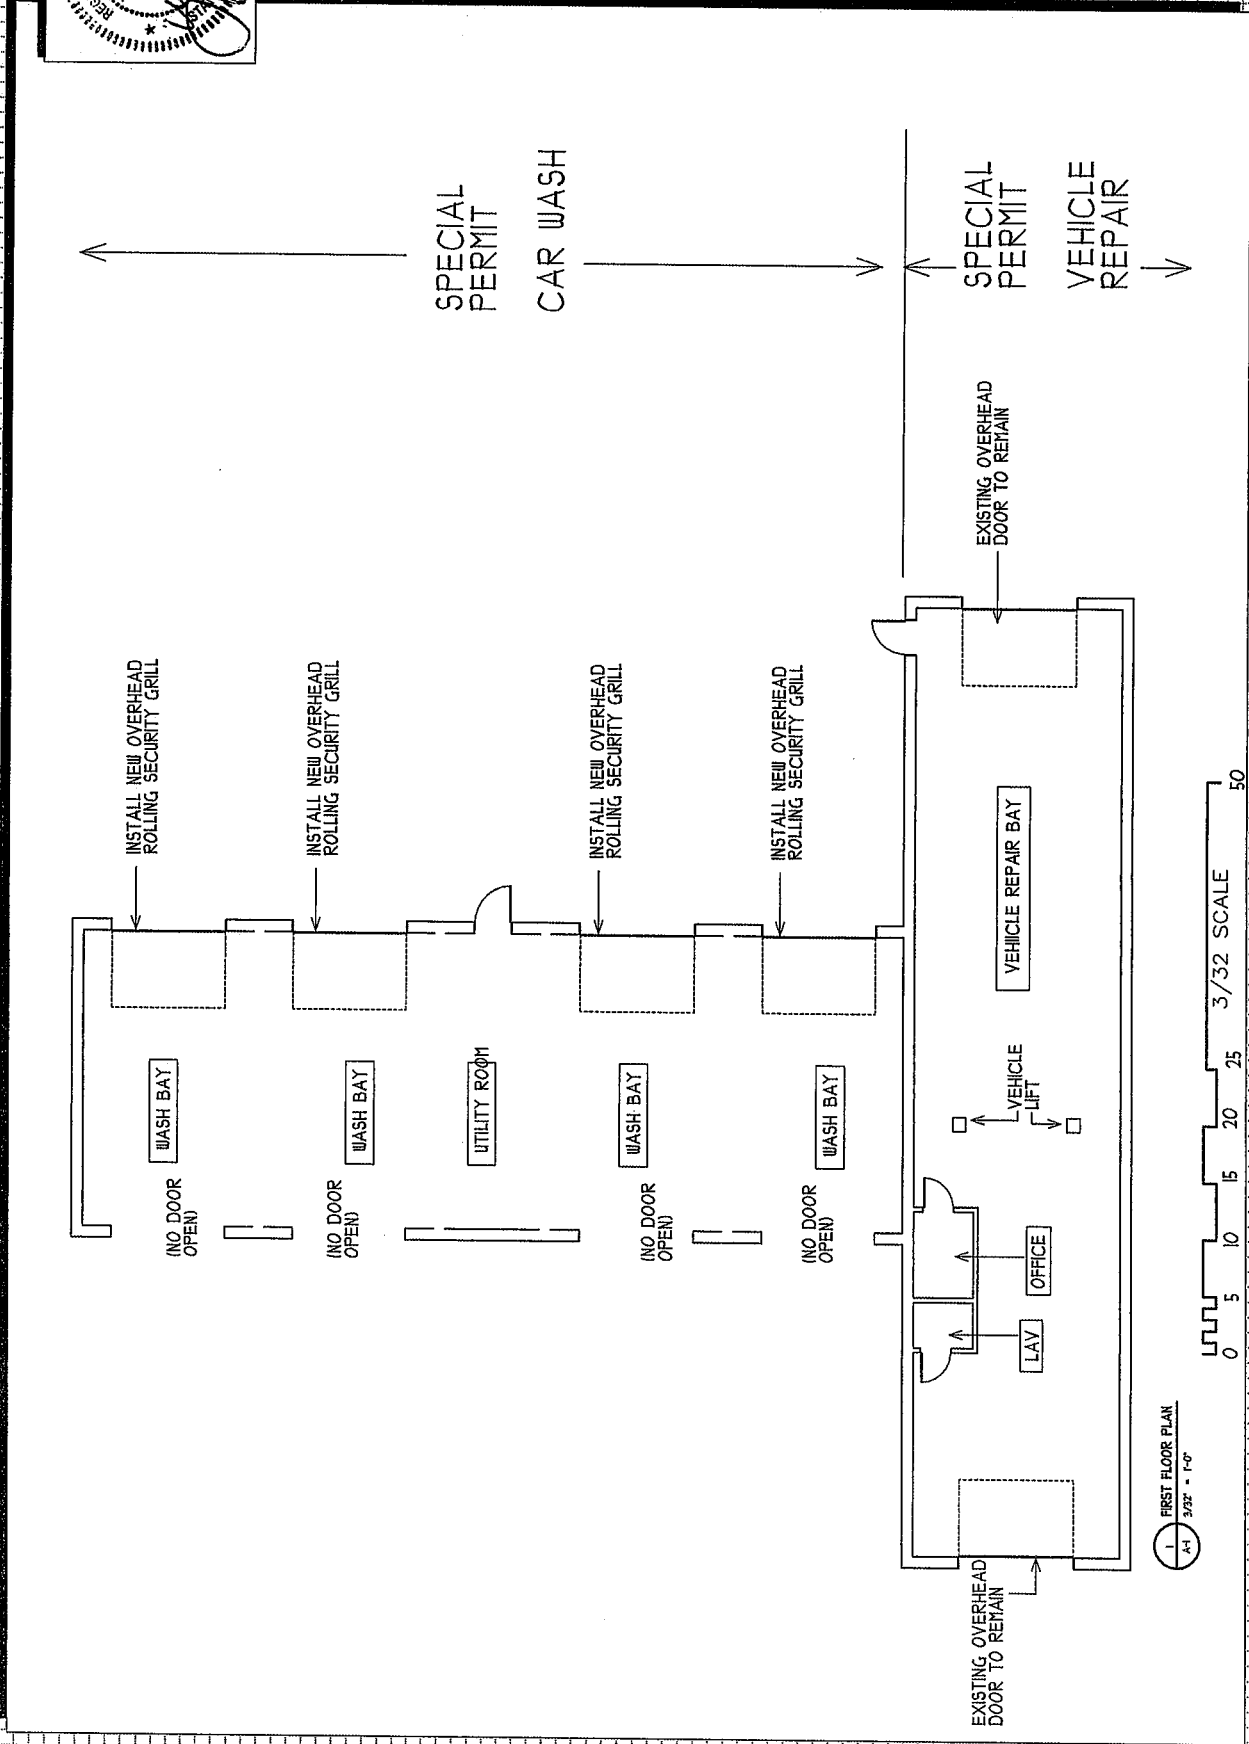 SPECIAL
PERMIT
CAR WASH
SPECIAL
PERMIT
VEHICLE
REPAIR
INSTALL NEW OVERHEAD
ROLLING SECURITY GRILL
INSTALL NEW OVERHEAD
ROLLING SECURITY GRILL
INSTALL NEW OVERHEAD
ROLLING SECURITY GRILL
INSTALL NEW OVERHEAD
ROLLING SECURITY GRILL
EXISTING OVERHEAD
DOOR TO REMAIN
WASH BAY
(NO DOOR
OPEN)
WASH BAY
(NO DOOR
OPEN)
UTILITY ROOM
WASH BAY
(NO DOOR
OPEN)
WASH BAY
(NO DOOR
OPEN)
VEHICLE REPAIR BAY
VEHICLE
LIFT
OFFICE
LAV
EXISTING OVERHEAD
DOOR TO REMAIN
1
A-1
FIRST FLOOR PLAN
3/32" = 1'-0"
3/32 SCALE
0 5 10 15 20 25 50